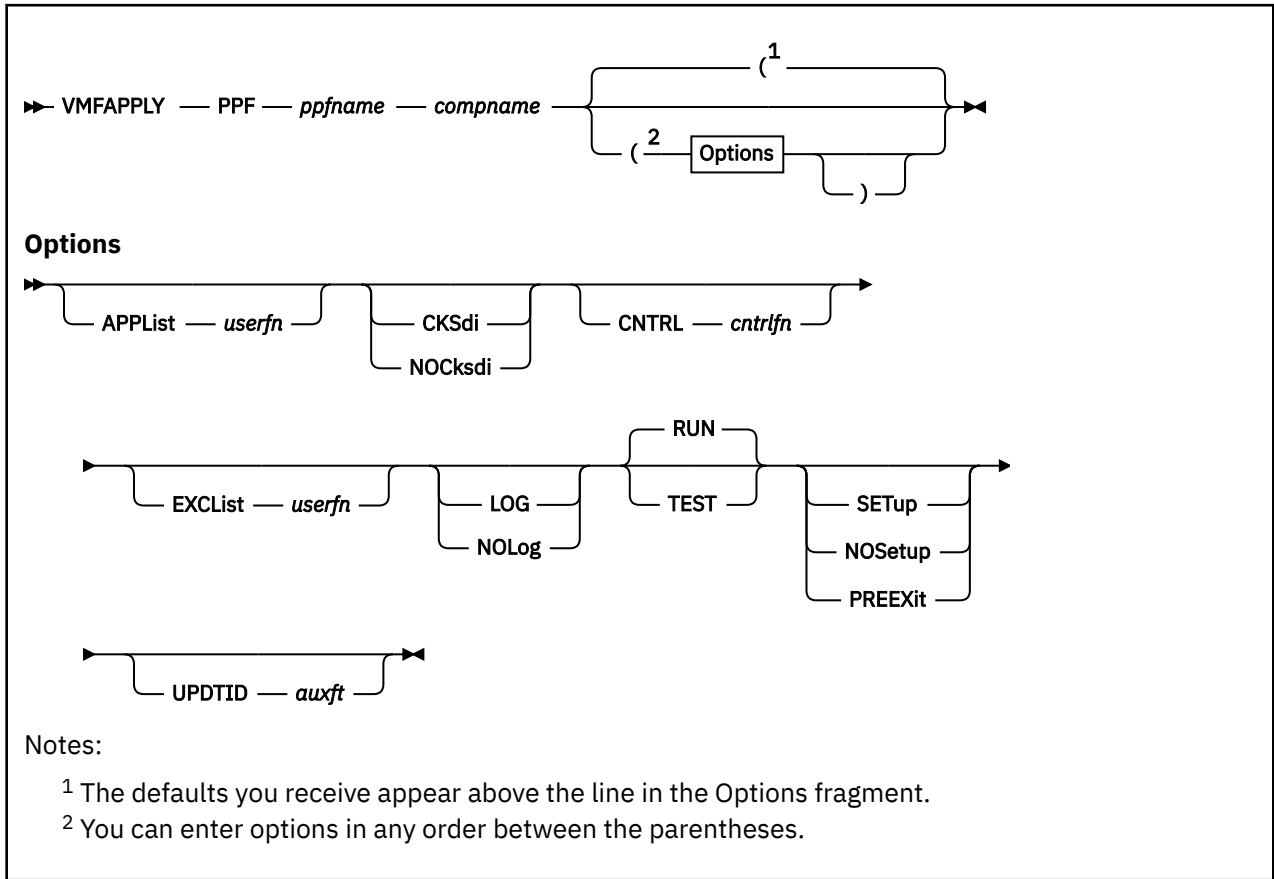 ( 1
VMFAPPLY PPF ppfname compname
( 2 Options
)
Options
APPList userfn CKSdi CNTRL cntrlfn
NOCksdi
RUN
EXCList userfn LOG TEST SETup
NOLog NOSetup
PREEXit
UPDTID auxft
Notes:
1 The defaults you receive appear above the line in the Options fragment.
2 You can enter options in any order between the parentheses.